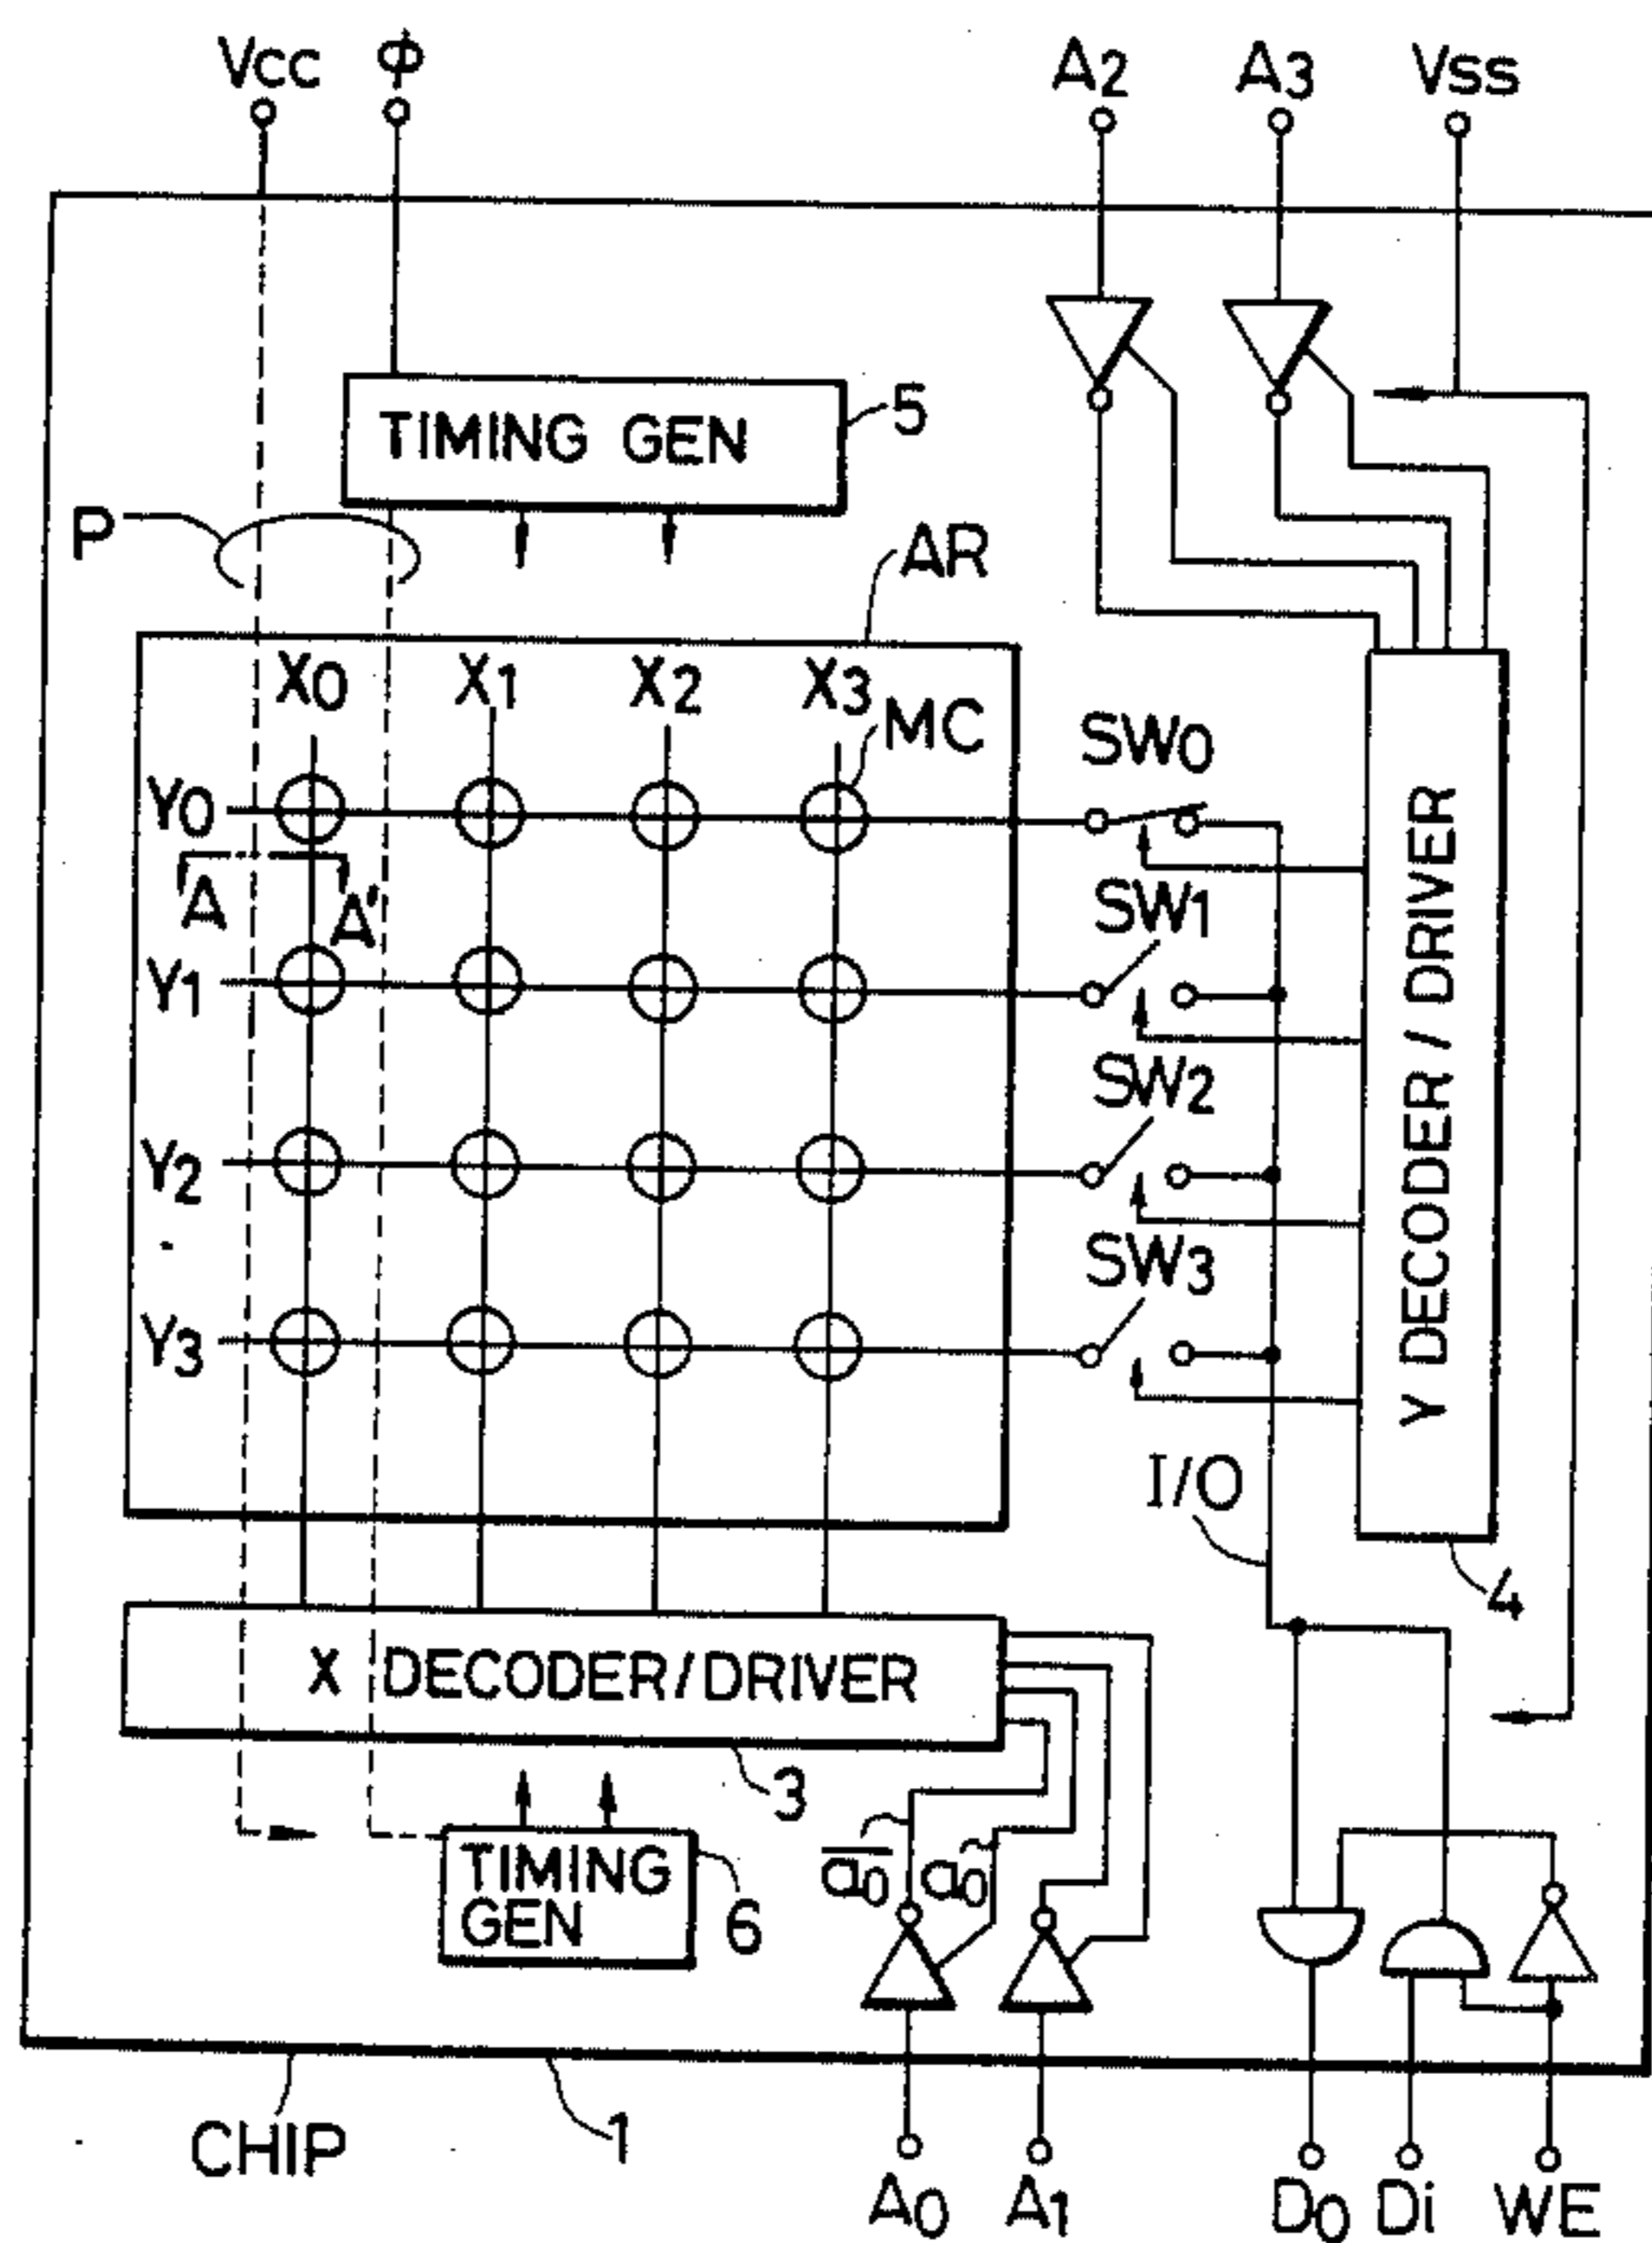 Vcc Φ A2 A3 Vss
TIMING GEN 5
P
AR
X0 X1 X2 X3 MC
Y0 SW0
A A'
SW1
Y1
SW2
Y2
SW3
Y3
Y DECODER / DRIVER
I/O
4
X DECODER/DRIVER
3
TIMING
GEN
6
a̅0̅ a0
CHIP 1
A0 A1 D0 Di WE